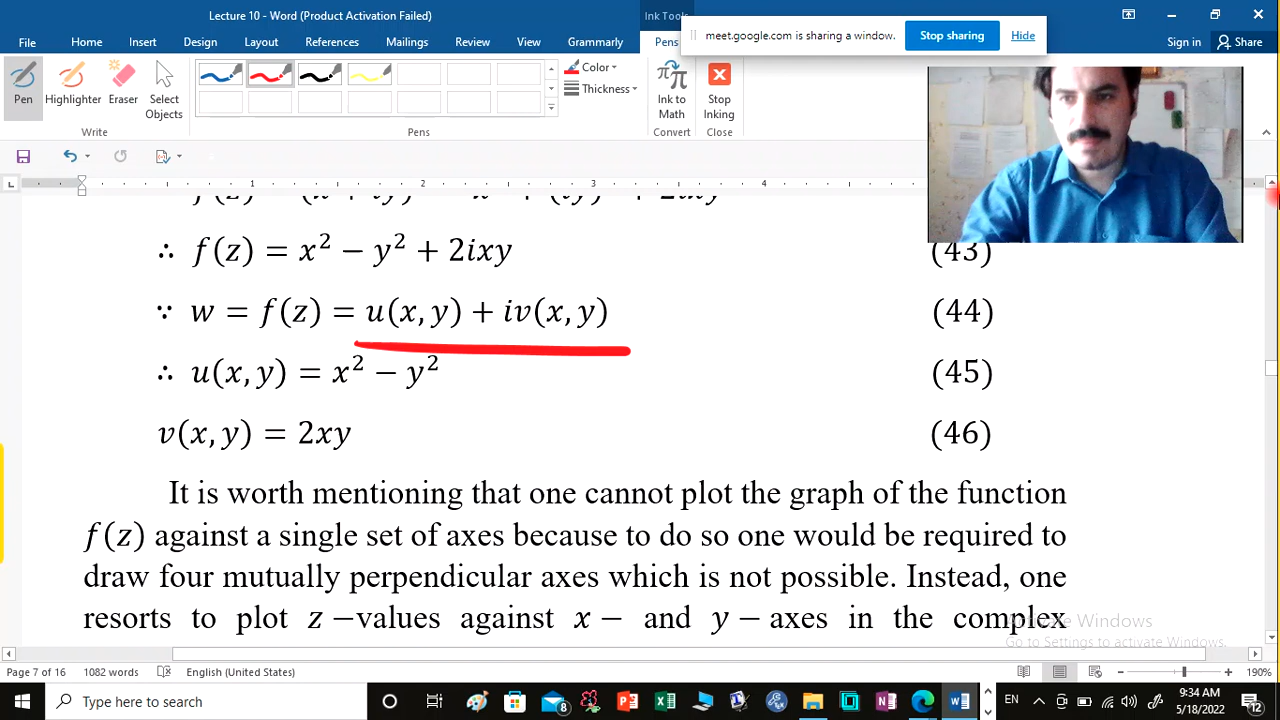 Lecture 10 - Word (Product Activation Failed)
Ink Tools
meet.google.com is sharing a window.
Stop sharing
Hide
File
Home
Insert
Design
Layout
References
Mailings
Review
View
Grammarly
Pens
Sign in
Share
Pen
Highlighter
Eraser
Select
Objects
Color
Thickness
Ink to
Math
Stop
Inking
Write
Pens
Convert
Close
1
2
3
4
∴ f(z) = x² − y² + 2ixy (43)
∵ w = f(z) = u(x, y) + iv(x, y) (44)
∴ u(x, y) = x² − y² (45)
v(x, y) = 2xy (46)
It is worth mentioning that one cannot plot the graph of the function
f(z) against a single set of axes because to do so one would be required to
draw four mutually perpendicular axes which is not possible. Instead, one
resorts to plot z −values against x − and y − axes in the complex
Activate Windows
Go to Settings to activate Windows.
Page 7 of 16
1082 words
English (United States)
190%
Type here to search
8
EN
9:34 AM
5/18/2022
12